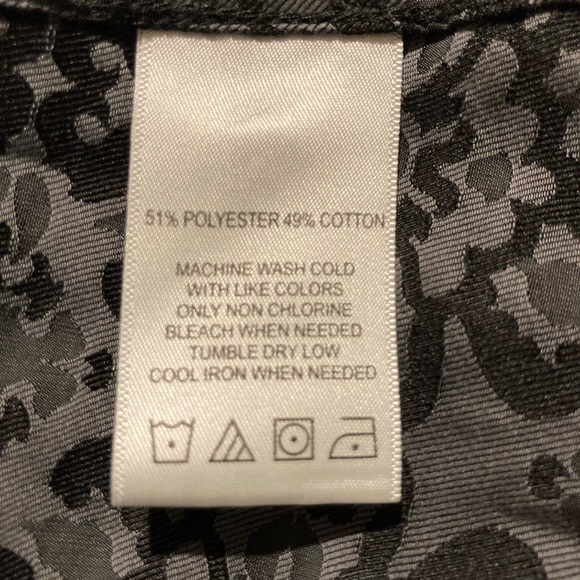 51% POLYESTER 49% COTTON
MACHINE WASH COLD
WITH LIKE COLORS
ONLY NON CHLORINE
BLEACH WHEN NEEDED
TUMBLE DRY LOW
COOL IRON WHEN NEEDED